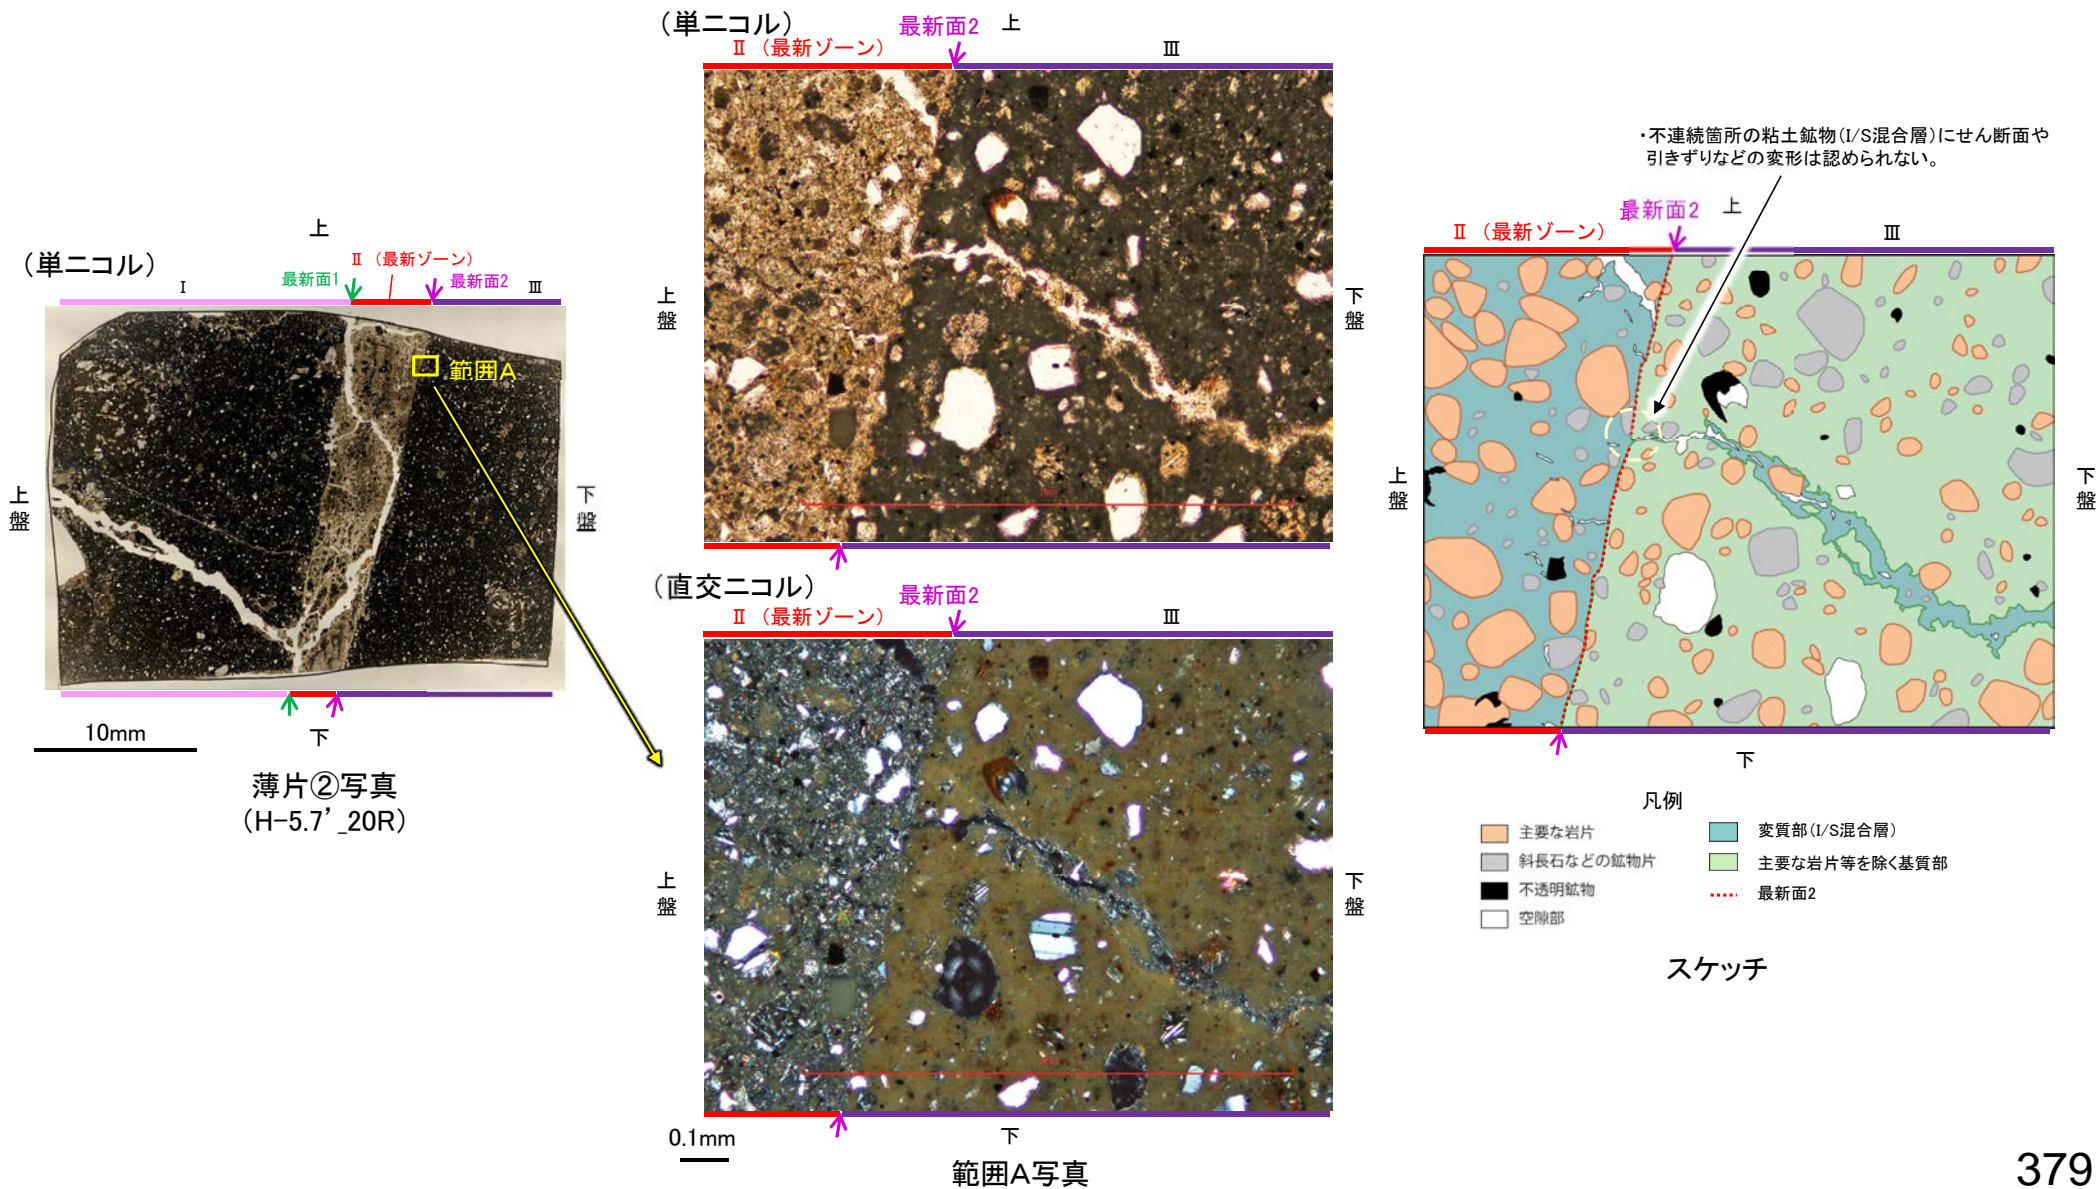 (単ニコル)
上
Ⅰ
最新面1
Ⅱ (最新ゾーン)
最新面2
Ⅲ
上盤
下盤
範囲A
下
10mm
薄片②写真
(H-5.7’_20R)
(単ニコル)
最新面2
上
Ⅱ (最新ゾーン)
Ⅲ
上盤
下盤
(直交ニコル)
最新面2
Ⅱ (最新ゾーン)
Ⅲ
上盤
下盤
0.1mm
下
範囲A写真
・不連続箇所の粘土鉱物(I/S混合層)にせん断面や
引きずりなどの変形は認められない。
最新面2
上
Ⅱ (最新ゾーン)
Ⅲ
上盤
下盤
下
凡例
主要な岩片
斜長石などの鉱物片
不透明鉱物
空隙部
変質部(I/S混合層)
主要な岩片等を除く基質部
最新面2
スケッチ
379